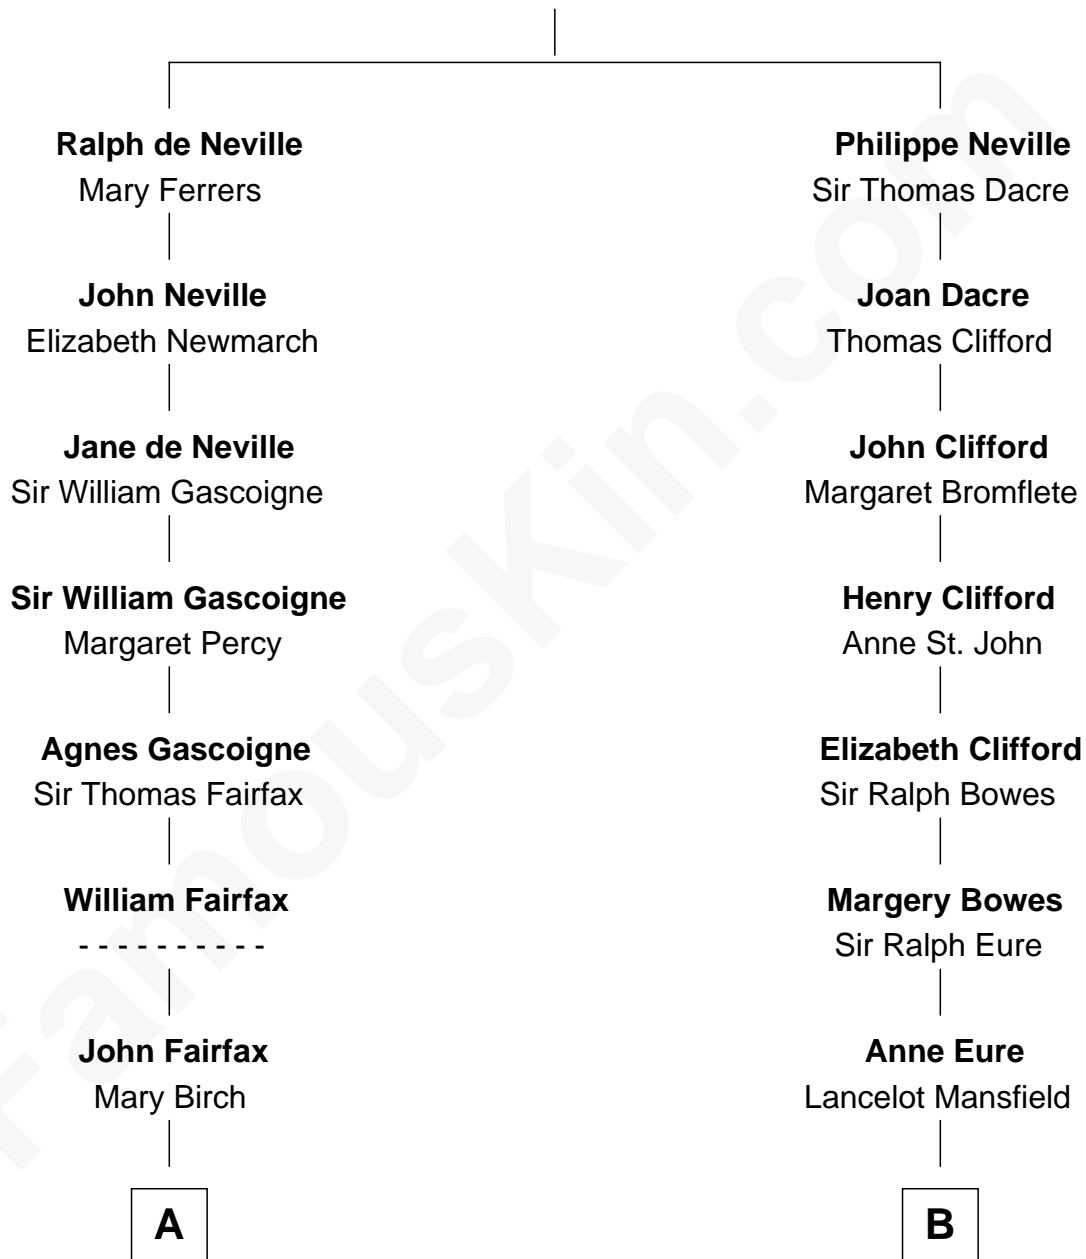 Ralph de Neville
Mary Ferrers
John Neville
Elizabeth Newmarch
Jane de Neville
Sir William Gascoigne
Sir William Gascoigne
Margaret Percy
Agnes Gascoigne
Sir Thomas Fairfax
William Fairfax
- - - - - - - - - -
John Fairfax
Mary Birch
A
Philippe Neville
Sir Thomas Dacre
Joan Dacre
Thomas Clifford
John Clifford
Margaret Bromflete
Henry Clifford
Anne St. John
Elizabeth Clifford
Sir Ralph Bowes
Margery Bowes
Sir Ralph Eure
Anne Eure
Lancelot Mansfield
B
FamousKin.com